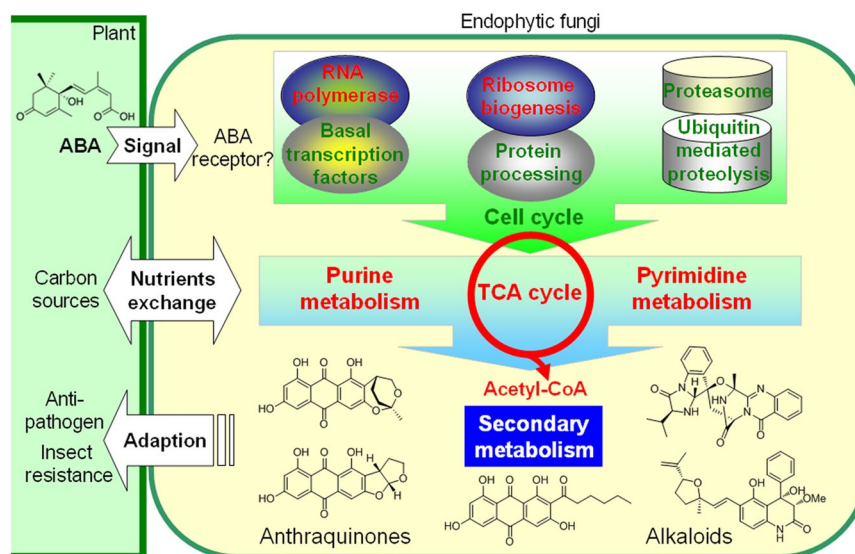 Endophytic fungi
Plant
OH
O
OH
O
ABA
Signal
ABA
receptor?
RNA
polymerase
Basal
transcription
factors
Ribosome
biogenesis
Protein
processing
Proteasome
Ubiquitin
mediated
proteolysis
Cell cycle
Carbon
sources
Nutrients
exchange
Purine
metabolism
TCA cycle
Pyrimidine
metabolism
Acetyl-CoA
Secondary
metabolism
Anti-
pathogen
Insect
resistance
Adaption
OH O OH
HO O O O
OH O OH H
HO O O O H
Anthraquinones
OH O OH O
HO O OH
O N O N
H
HN HN N
O O
OH
O OH
OMe
N O
H
Alkaloids